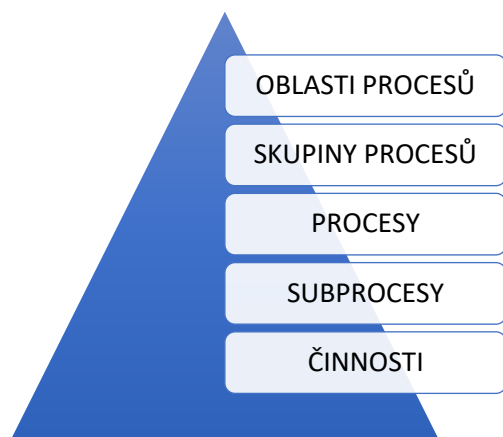 OBLASTI PROCESŮ
SKUPINY PROCESŮ
PROCESY
SUBPROCESY
ČINNOSTI